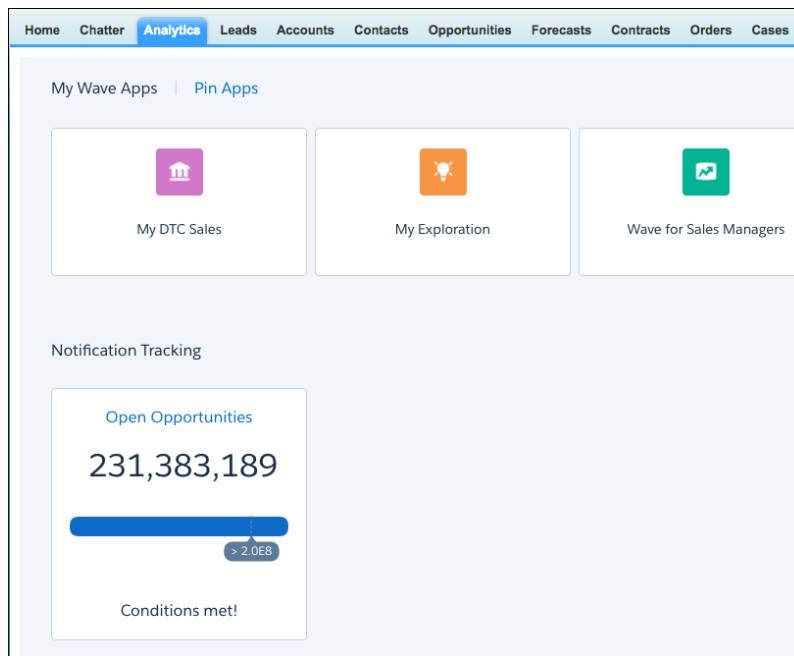 Home Chatter Analytics Leads Accounts Contacts Opportunities Forecasts Contracts Orders Cases
My Wave Apps | Pin Apps
My DTC Sales
My Exploration
Wave for Sales Managers
Notification Tracking
Open Opportunities
231,383,189
> 2.0E8
Conditions met!